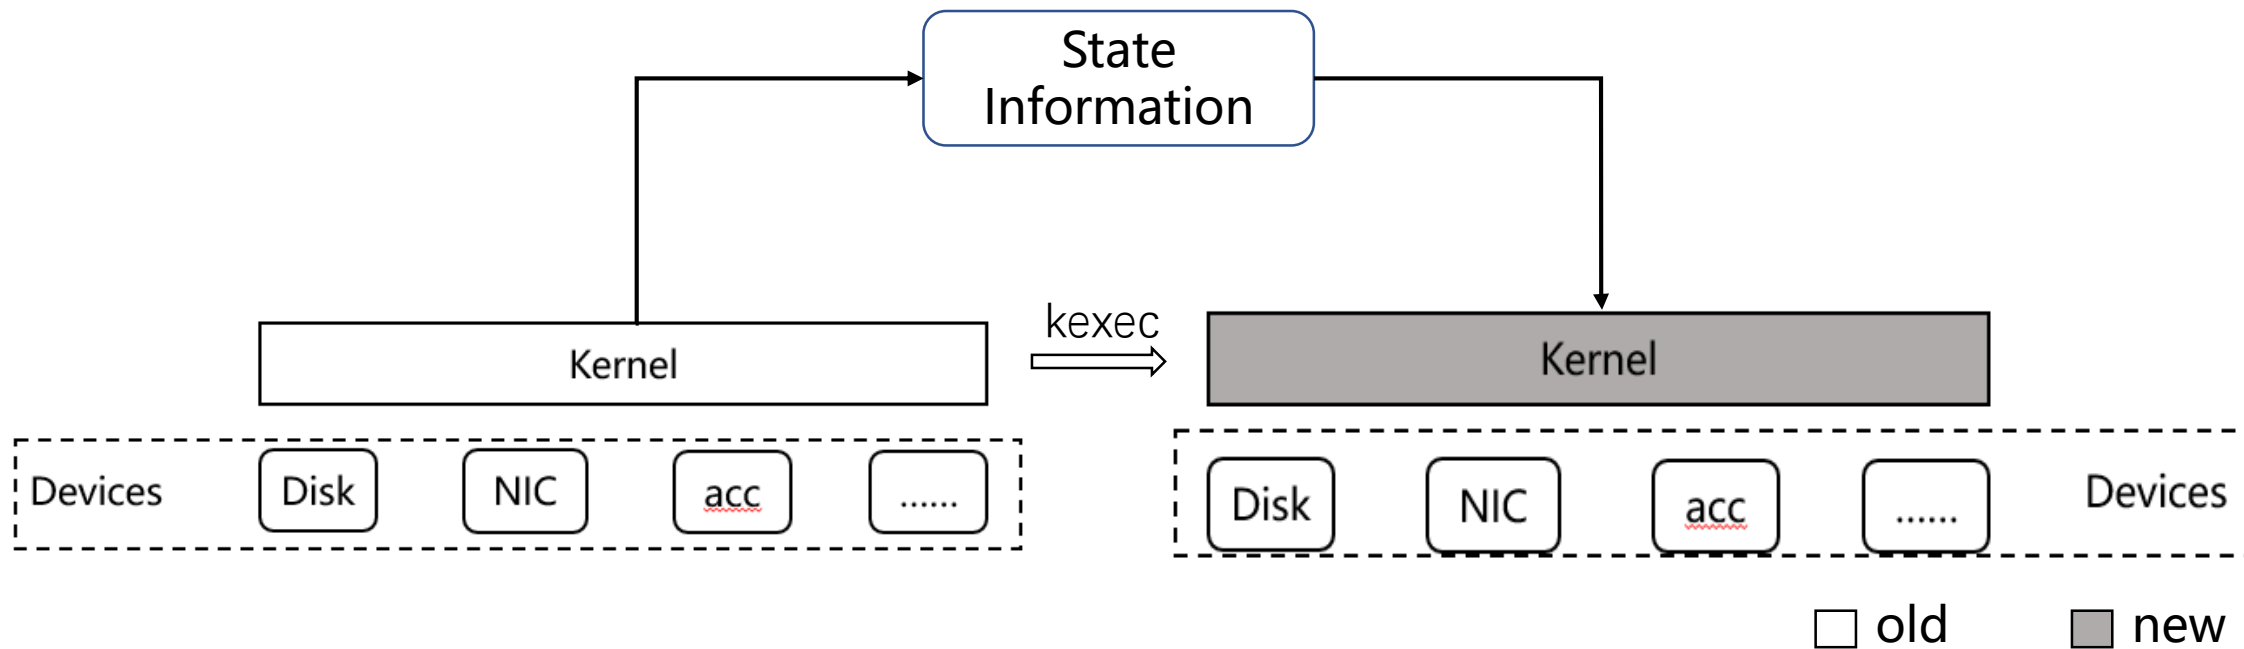 State
Information
kexec
Kernel
Kernel
Devices Disk NIC acc ......
Disk NIC acc ...... Devices
old new